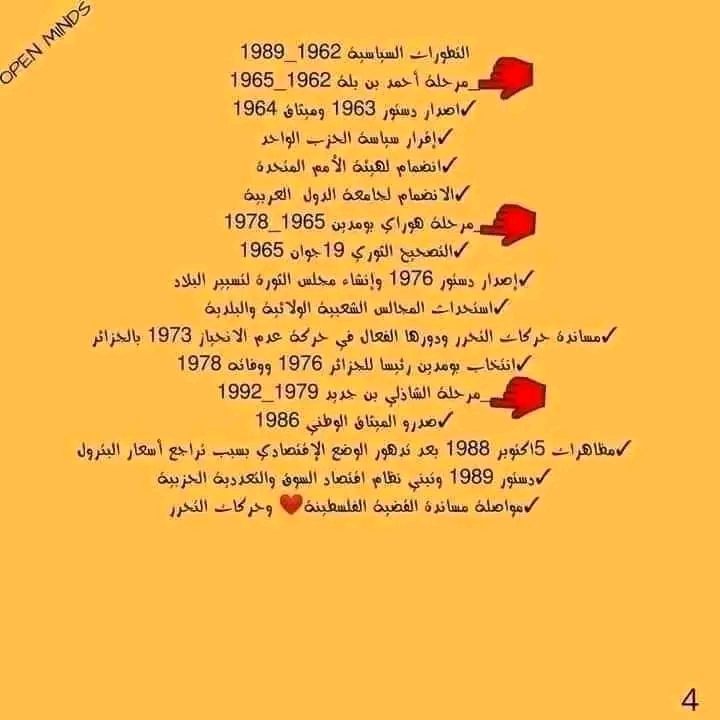 OPEN MINDS
التطورات السياسية 1962_1989
_مرحلة أحمد بن بلة 1962_1965
✓اصدار دستور 1963 وميثاق 1964
✓إقرار سياسة الحزب الواحد
✓انضمام لهيئة الأمم المتحدة
✓الانضمام لجامعة الدول العربية
_مرحلة هوراي بومدين 1965_1978
✓التصحيح الثوري 19جوان 1965
✓إصدار دستور 1976 وإنشاء مجلس الثورة لتسيير البلاد
✓استحداث المجالس الشعبية الولائية والبلدية
✓مساندة حركات التحرر ودورها الفعال في حركة عدم الانحياز 1973 بالجزائر
✓انتخاب بومدين رئيسا للجزائر 1976 ووفاته 1978
_مرحلة الشاذلي بن جديد 1979_1992
✓صدرو الميثاق الوطني 1986
✓مظاهرات 5اكتوبر 1988 بعد تدهور الوضع الإقتصادي بسبب تراجع أسعار البترول
✓دستور 1989 وتبني نظام اقتصاد السوق والتعددية الحزبية
✓مواصلة مساندة القضية الفلسطينة❤️ وحركات التحرر
4